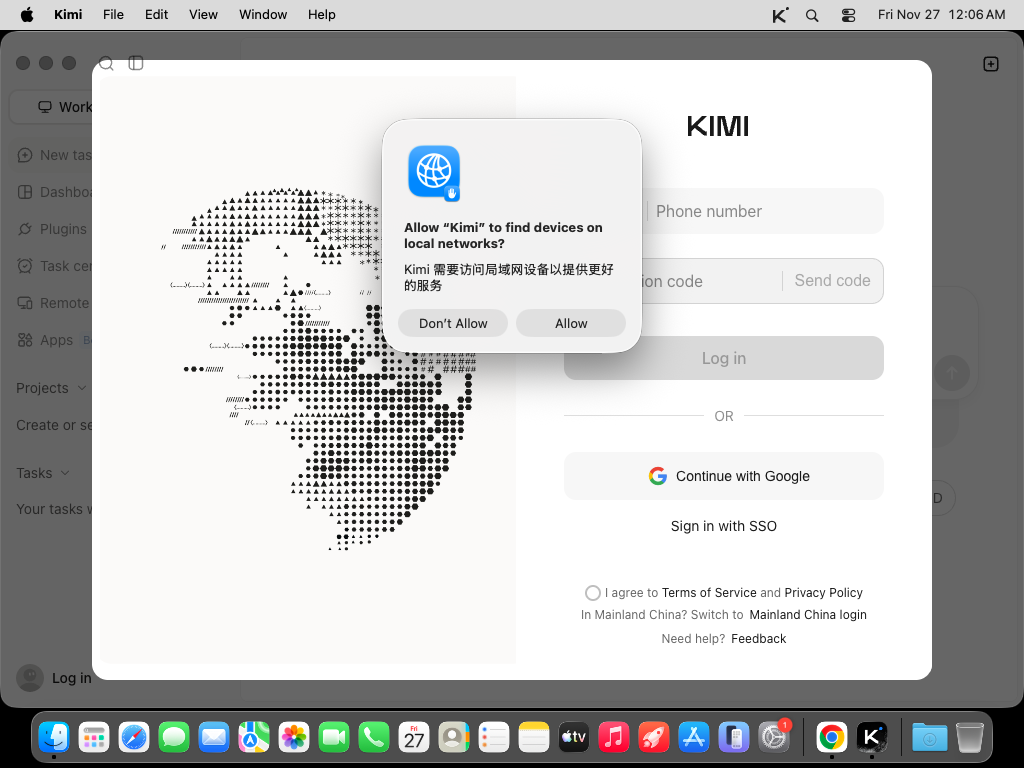 Kimi File Edit View Window Help Fri Nov 27 12:06 AM
Work
New tas
Dashbo
Plugins
Task cen
Remote
Apps
Projects
Create or se
Tasks
Your tasks w
Log in
KIMI
Phone number
ion code Send code
Log in
OR
Continue with Google
Sign in with SSO
I agree to Terms of Service and Privacy Policy
In Mainland China? Switch to Mainland China login
Need help? Feedback
Allow “Kimi” to find devices on
local networks?
Kimi 需要访问局域网设备以提供更好
的服务
Don’t Allow Allow
D
Fri
27
tv
1